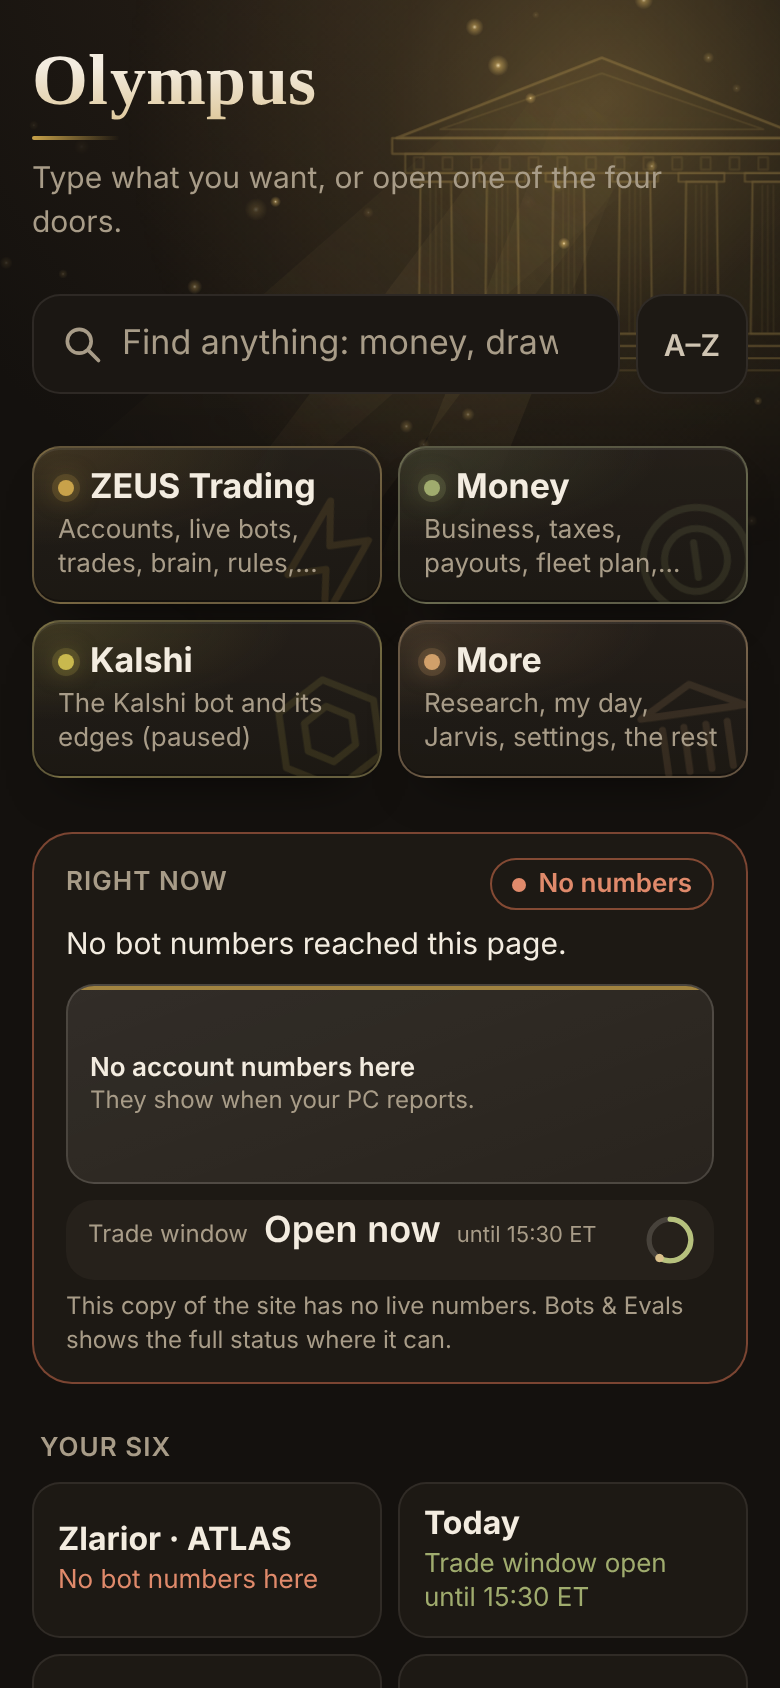 Olympus
Type what you want, or open one of the four
doors.
Find anything: money, draw
A–Z
ZEUS Trading
Accounts, live bots,
trades, brain, rules,...
Money
Business, taxes,
payouts, fleet plan,...
Kalshi
The Kalshi bot and its
edges (paused)
More
Research, my day,
Jarvis, settings, the rest
RIGHT NOW
No numbers
No bot numbers reached this page.
No account numbers here
They show when your PC reports.
Trade window Open now until 15:30 ET
This copy of the site has no live numbers. Bots & Evals
shows the full status where it can.
YOUR SIX
Zlarior · ATLAS
No bot numbers here
Today
Trade window open
until 15:30 ET